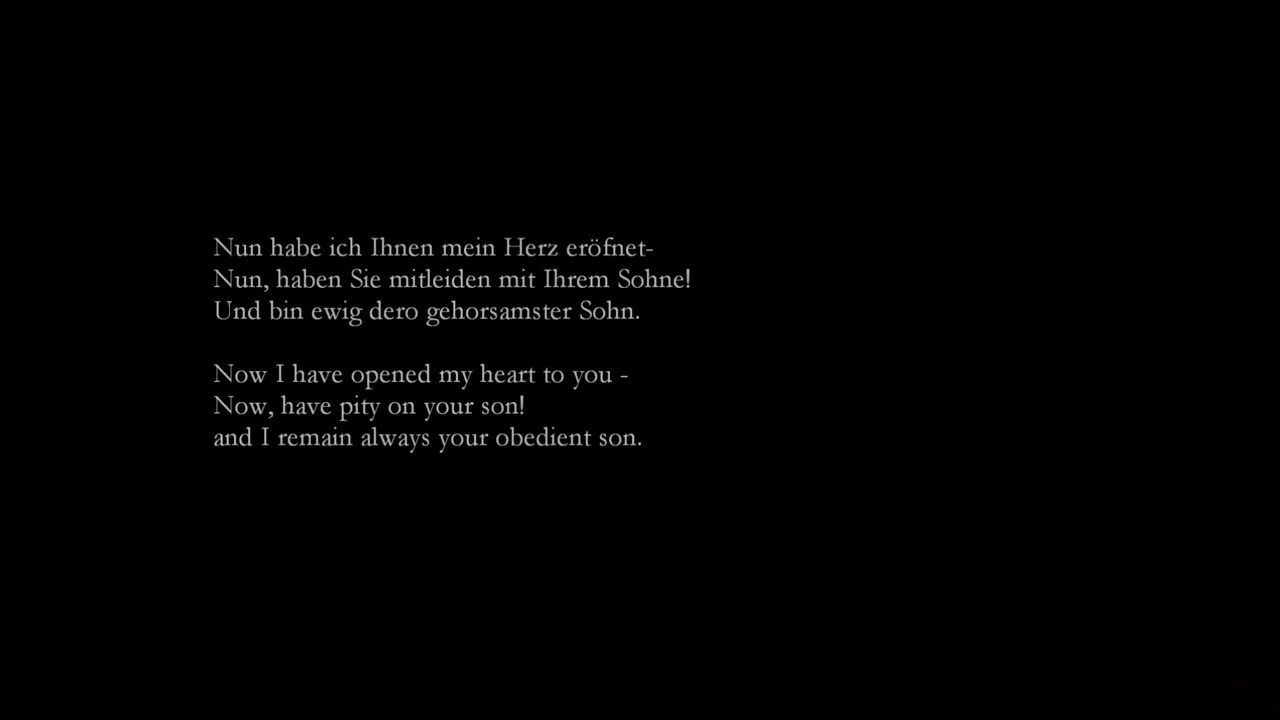 Nun habe ich Ihnen mein Herz eröfnet-
Nun, haben Sie mitleiden mit Ihrem Sohne!
Und bin ewig dero gehorsamster Sohn.
Now I have opened my heart to you -
Now, have pity on your son!
and I remain always your obedient son.